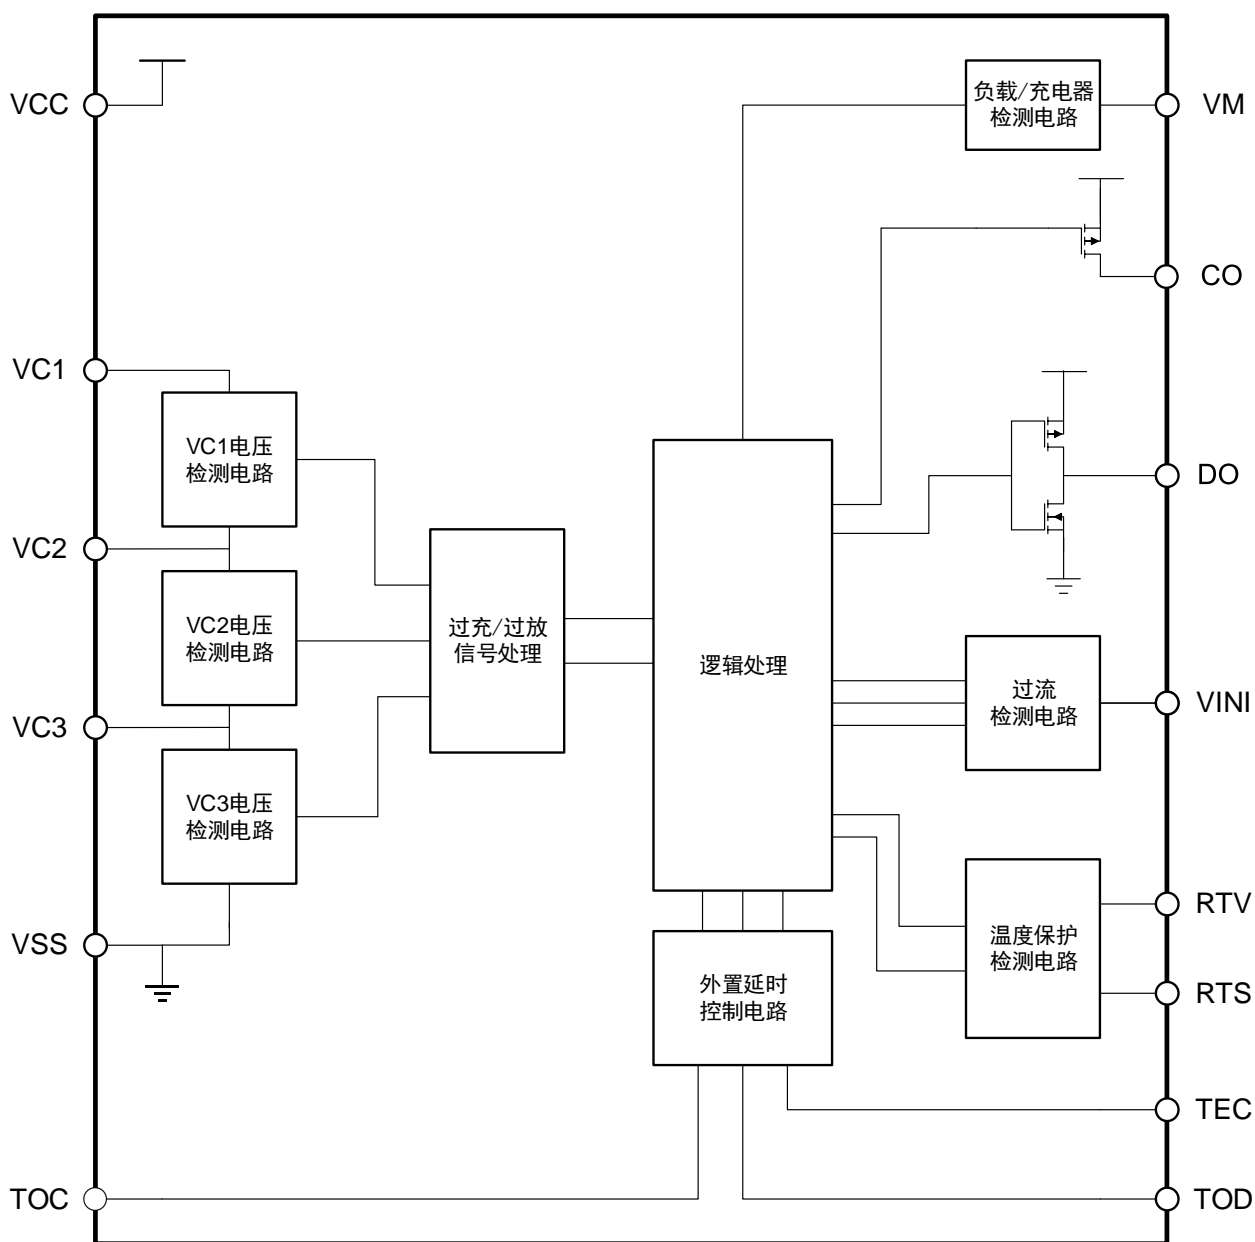 VCC
负载/充电器
检测电路
VM
CO
VC1
VC1电压
检测电路
DO
VC2
VC2电压
检测电路
过充/过放
信号处理
逻辑处理
过流
检测电路
VINI
VC3
VC3电压
检测电路
RTV
温度保护
检测电路
VSS
外置延时
控制电路
RTS
TEC
TOC
TOD